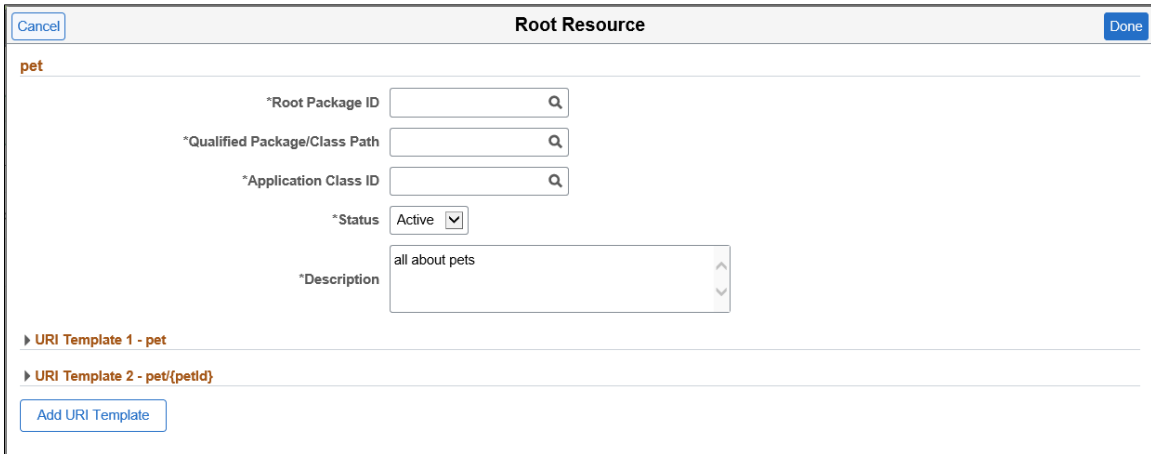 Cancel Root Resource Done
pet
*Root Package ID
*Qualified Package/Class Path
*Application Class ID
*Status Active
*Description all about pets
URI Template 1 - pet
URI Template 2 - pet/{petId}
Add URI Template